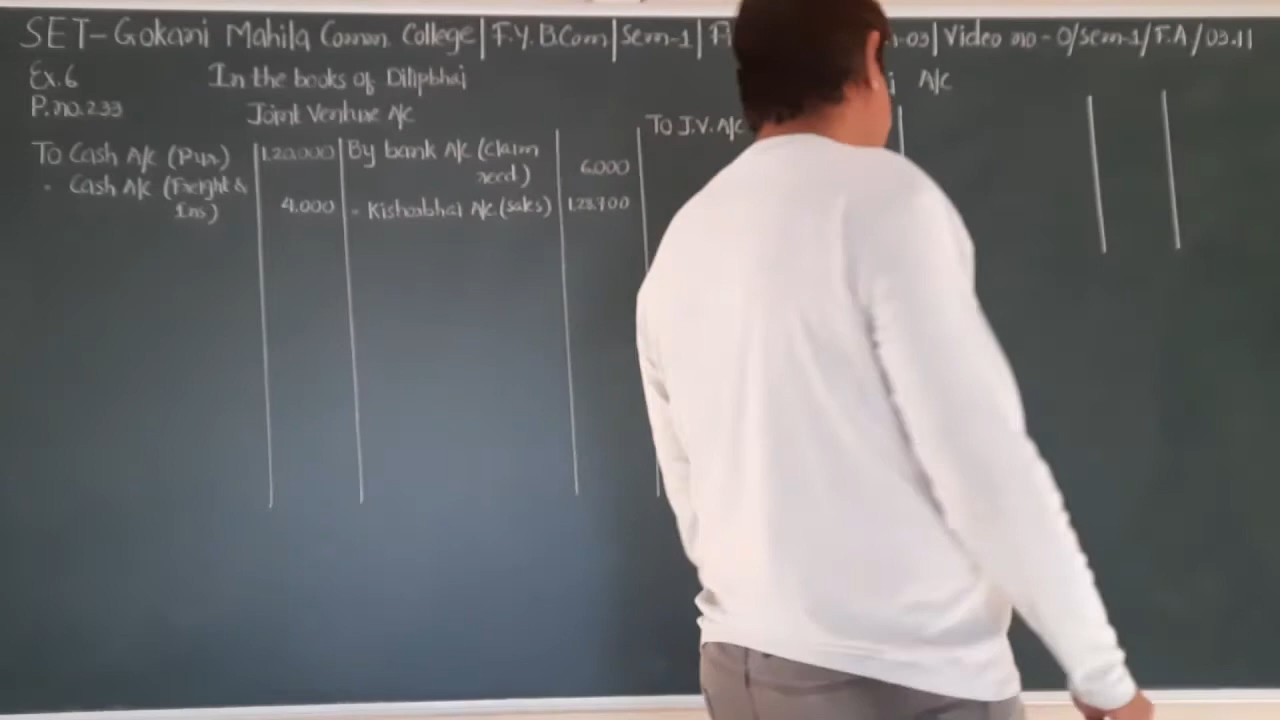 SET-Gokani Mahila Comm. College | F.Y. B.Com | Sem-1 | -03 | Video no - 0/Sem-1/F.A/03.11
Ex.6 In the books of Dilipbhai
P.no.233 Joint Venture A/c
A/c
To Cash A/c (Pur.) 1,20,000 By bank A/c (claim
recd) 6,000
- Cash A/c (Freight &
Ins) 4,000 - Kishorbhai A/c (sales) 1,28,700
To J.V. A/c